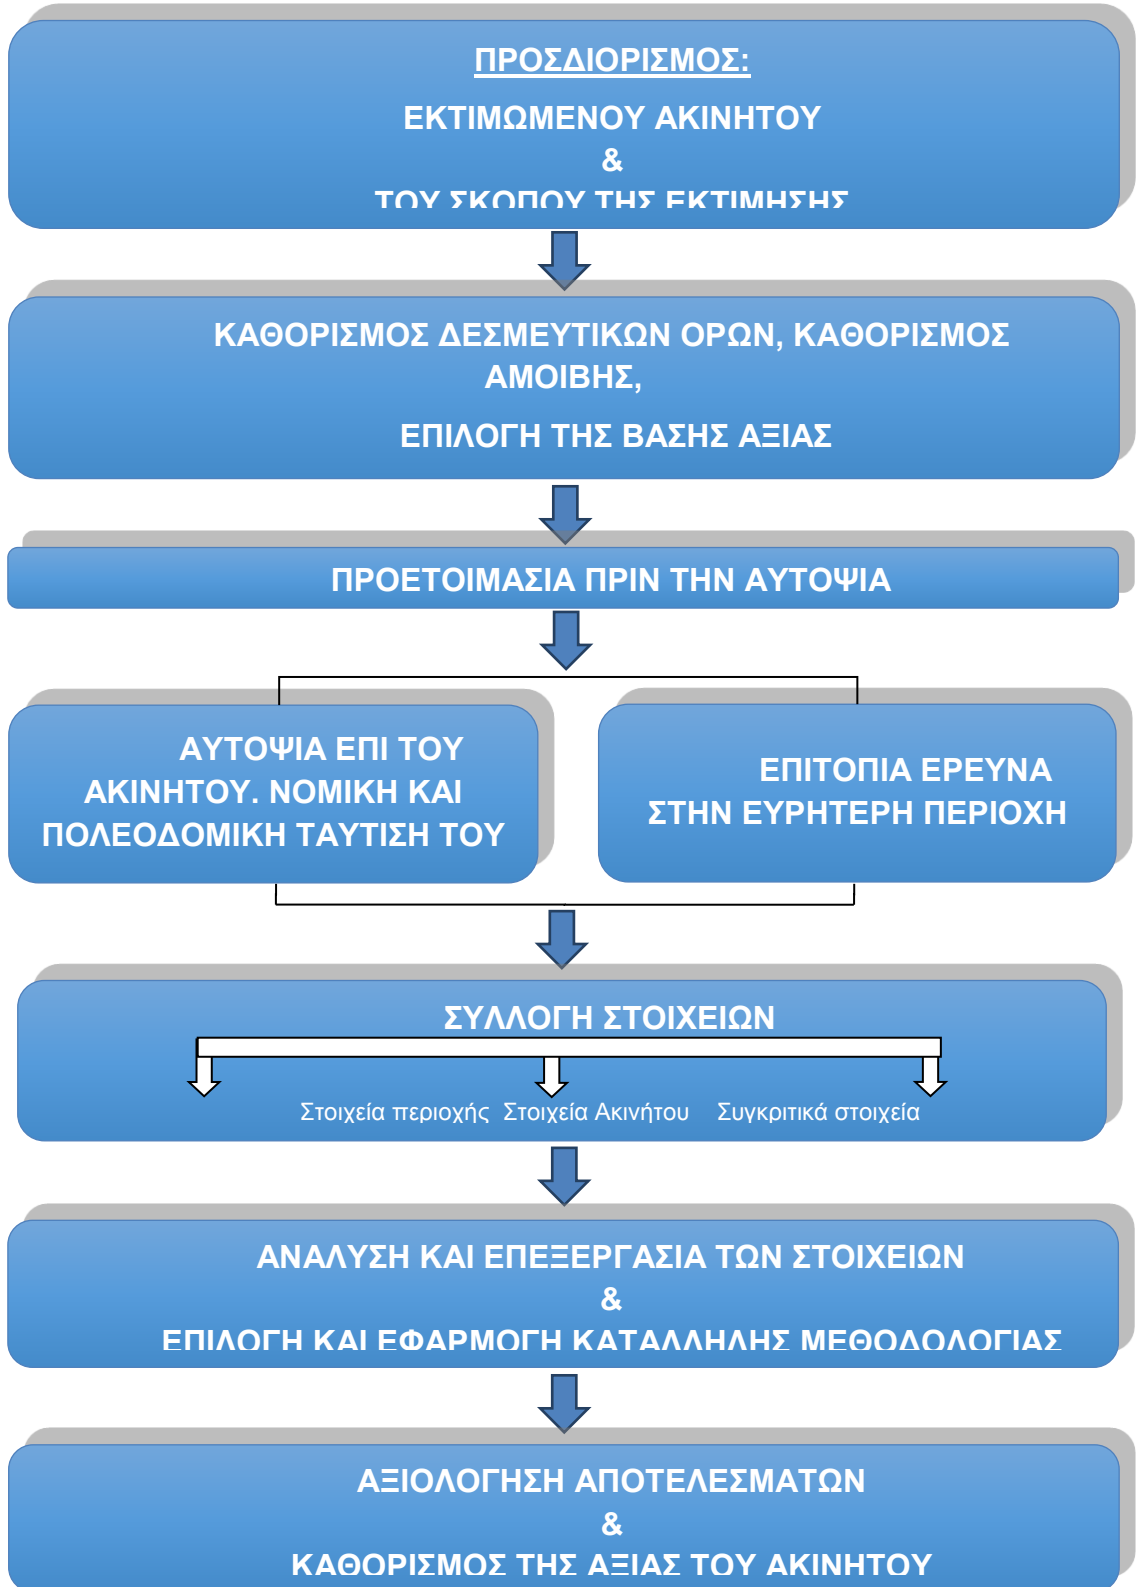 ΠΡΟΣΔΙΟΡΙΣΜΟΣ:
ΕΚΤΙΜΩΜΕΝΟΥ ΑΚΙΝΗΤΟΥ
&
ΤΟΥ ΣΚΟΠΟΥ ΤΗΣ ΕΚΤΙΜΗΣΗΣ
ΚΑΘΟΡΙΣΜΟΣ ΔΕΣΜΕΥΤΙΚΩΝ ΟΡΩΝ, ΚΑΘΟΡΙΣΜΟΣ
ΑΜΟΙΒΗΣ,
ΕΠΙΛΟΓΗ ΤΗΣ ΒΑΣΗΣ ΑΞΙΑΣ
ΠΡΟΕΤΟΙΜΑΣΙΑ ΠΡΙΝ ΤΗΝ ΑΥΤΟΨΙΑ
ΑΥΤΟΨΙΑ ΕΠΙ ΤΟΥ
ΑΚΙΝΗΤΟΥ. ΝΟΜΙΚΗ ΚΑΙ
ΠΟΛΕΟΔΟΜΙΚΗ ΤΑΥΤΙΣΗ ΤΟΥ
ΕΠΙΤΟΠΙΑ ΕΡΕΥΝΑ
ΣΤΗΝ ΕΥΡΗΤΕΡΗ ΠΕΡΙΟΧΗ
ΣΥΛΛΟΓΗ ΣΤΟΙΧΕΙΩΝ
Στοιχεία περιοχής Στοιχεία Ακινήτου Συγκριτικά στοιχεία
ΑΝΑΛΥΣΗ ΚΑΙ ΕΠΕΞΕΡΓΑΣΙΑ ΤΩΝ ΣΤΟΙΧΕΙΩΝ
&
ΕΠΙΛΟΓΗ ΚΑΙ ΕΦΑΡΜΟΓΗ ΚΑΤΑΛΛΗΛΗΣ ΜΕΘΟΔΟΛΟΓΙΑΣ
ΑΞΙΟΛΟΓΗΣΗ ΑΠΟΤΕΛΕΣΜΑΤΩΝ
&
ΚΑΘΟΡΙΣΜΟΣ ΤΗΣ ΑΞΙΑΣ ΤΟΥ ΑΚΙΝΗΤΟΥ